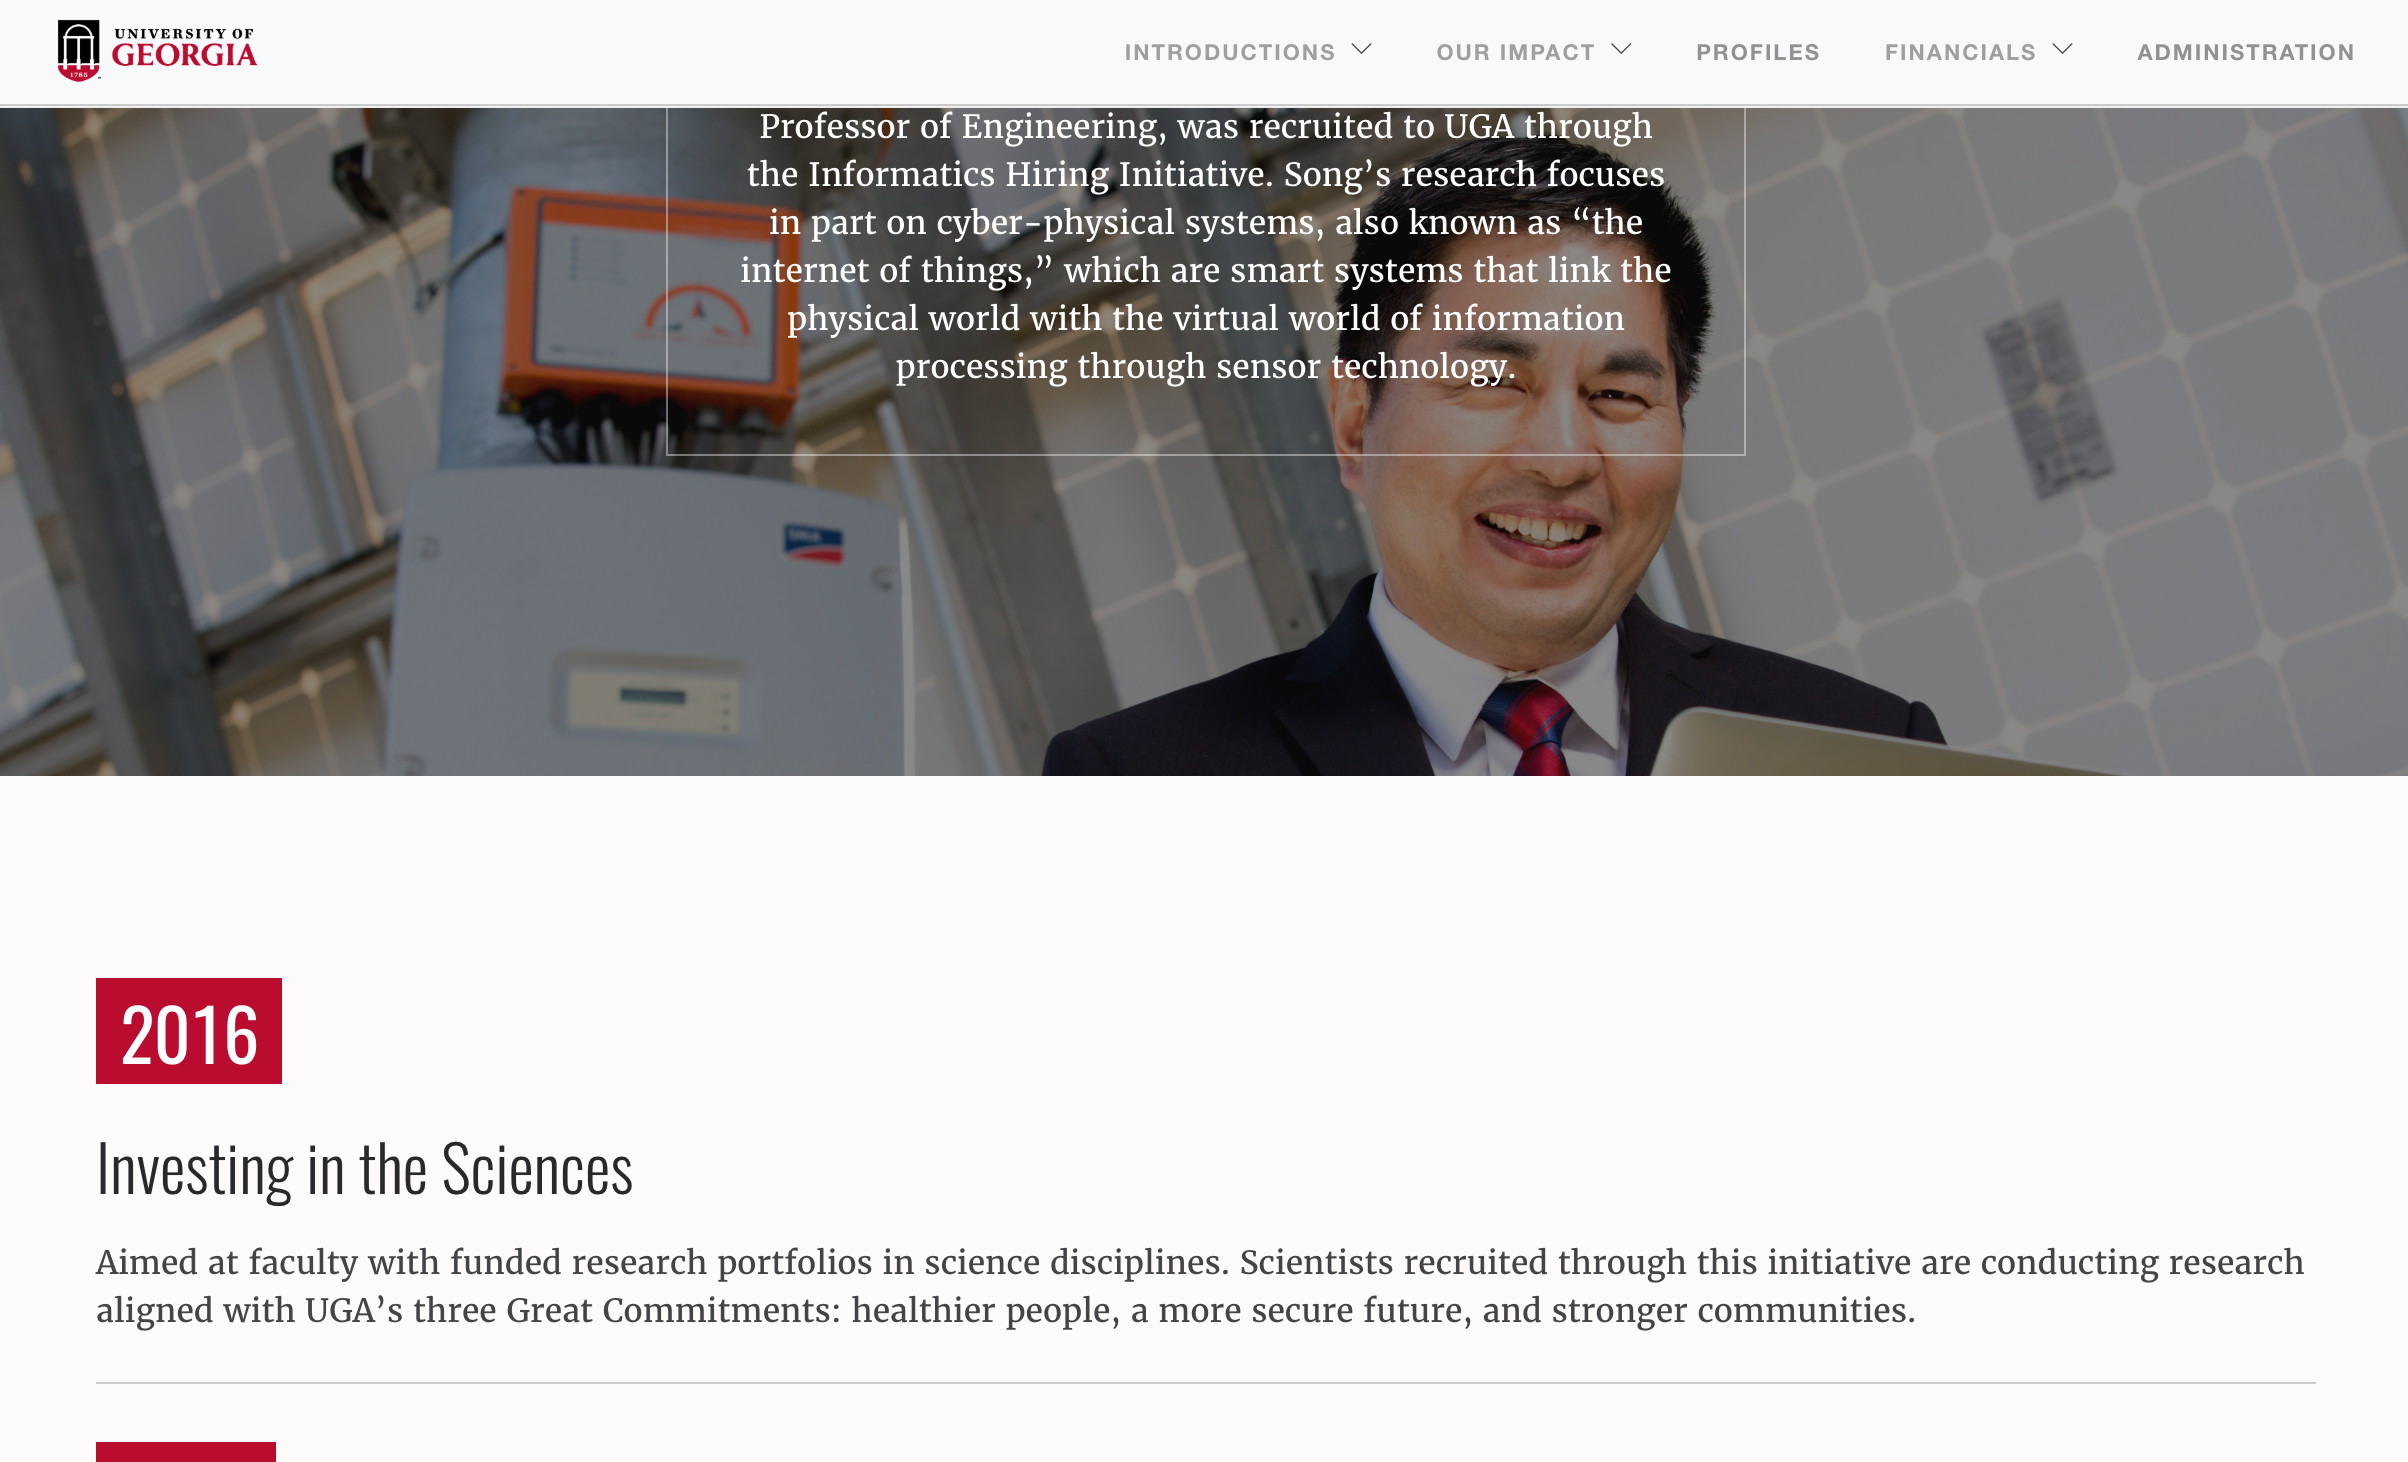 UNIVERSITY OF
GEORGIA
1785
INTRODUCTIONS
OUR IMPACT
PROFILES
FINANCIALS
ADMINISTRATION
Professor of Engineering, was recruited to UGA through
the Informatics Hiring Initiative. Song’s research focuses
in part on cyber-physical systems, also known as “the
internet of things,” which are smart systems that link the
physical world with the virtual world of information
processing through sensor technology.
SMA
2016
Investing in the Sciences
Aimed at faculty with funded research portfolios in science disciplines. Scientists recruited through this initiative are conducting research
aligned with UGA’s three Great Commitments: healthier people, a more secure future, and stronger communities.